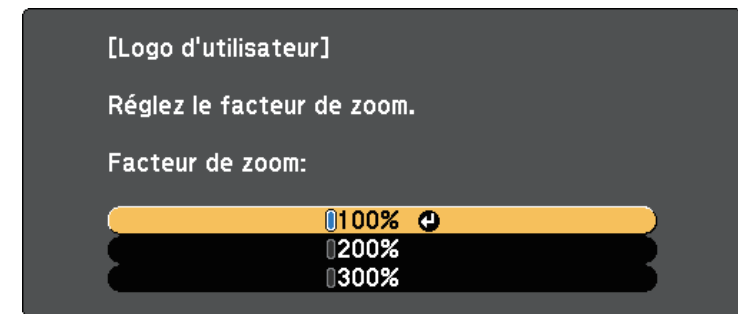 [Logo d'utilisateur]
Réglez le facteur de zoom.
Facteur de zoom:
100%
200%
300%